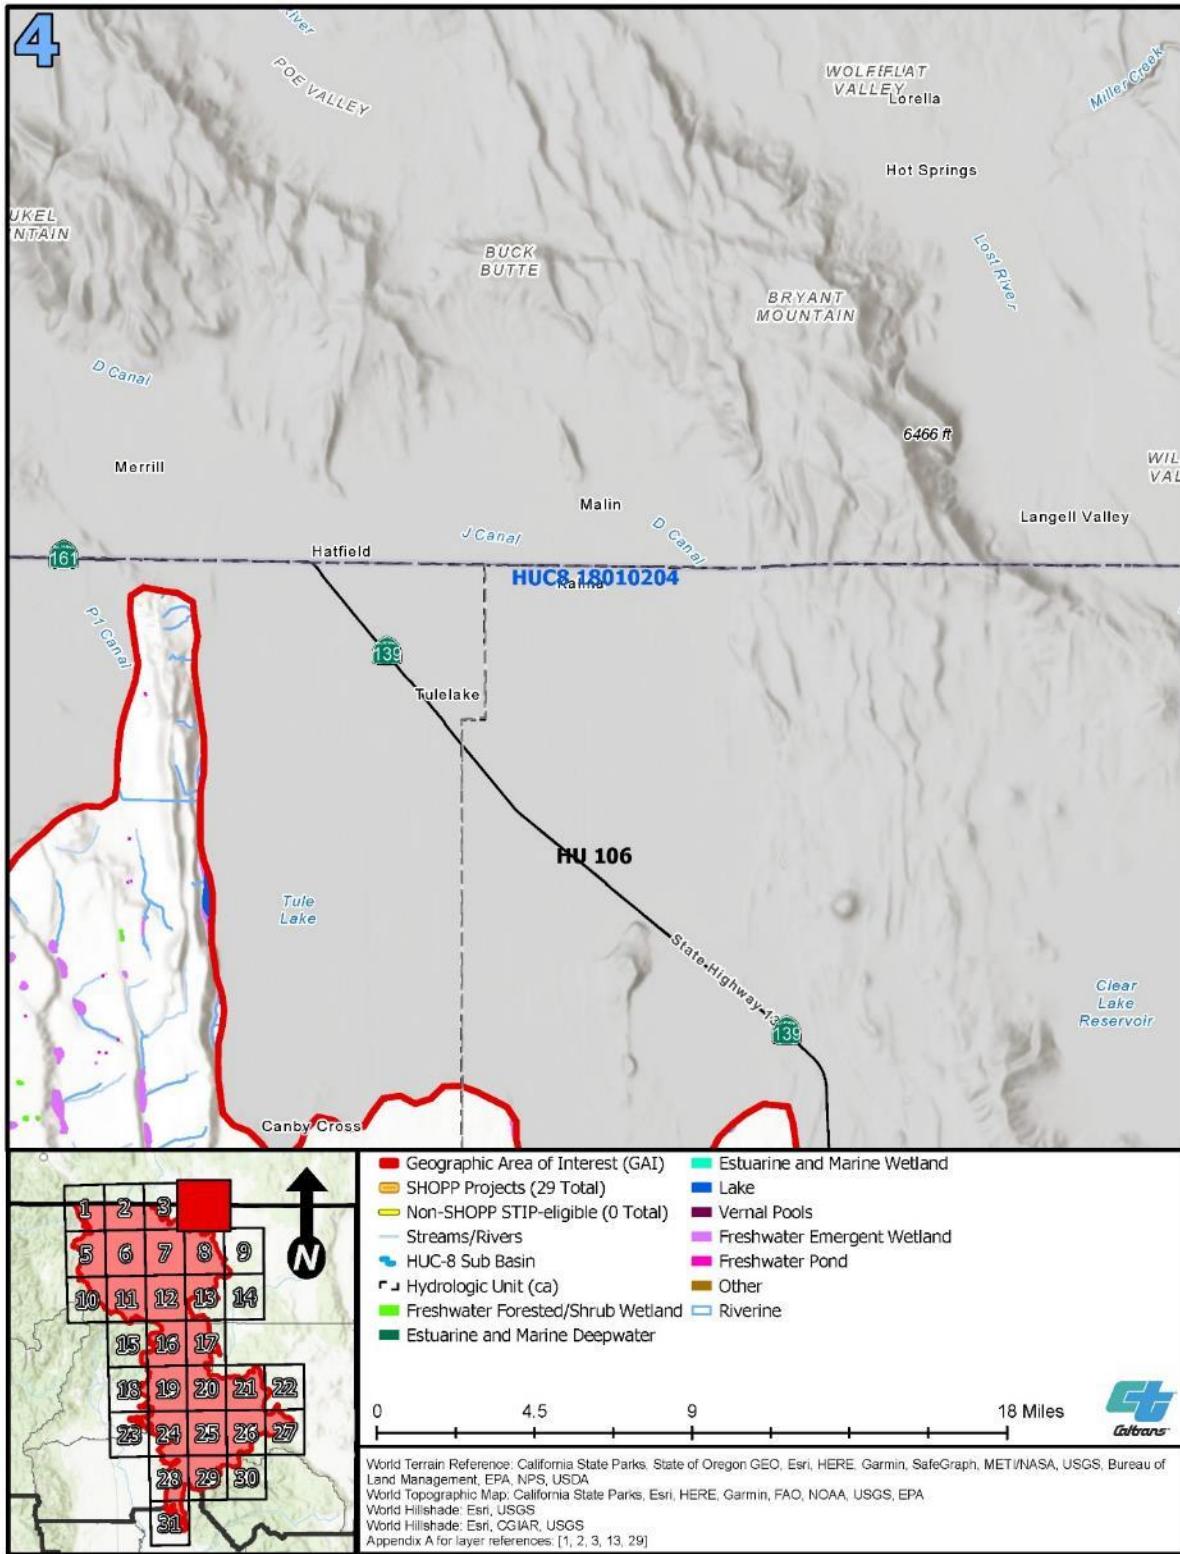 4
River
POE VALLEY
WOLF FLAT
VALLEY
Lorella
Miller Creek
Hot Springs
UKEL
NTAIN
BUCK
BUTTE
Lost River
BRYANT
MOUNTAIN
D Canal
6466 ft
Merrill
WIL
VAL
Malin
Langell Valley
J Canal
D Canal
161
Hatfield
HUC8 18010204
P1 Canal
139
Tulelake
HU 106
Tule
Lake
State Highway 13
139
Clear
Lake
Reservoir
Canby Cross
1 2 3
5 6 7 8 9
10 11 12 13 14
15 16 17
18 19 20 21 22
23 24 25 26 27
28 29 30
31
N
Geographic Area of Interest (GAI)
SHOPP Projects (29 Total)
Non-SHOPP STIP-eligible (0 Total)
Streams/Rivers
HUC-8 Sub Basin
Hydrologic Unit (ca)
Freshwater Forested/Shrub Wetland
Estuarine and Marine Deepwater
Estuarine and Marine Wetland
Lake
Vernal Pools
Freshwater Emergent Wetland
Freshwater Pond
Other
Riverine
0 4.5 9 18 Miles
ct
Caltrans
World Terrain Reference: California State Parks, State of Oregon GEO, Esri, HERE, Garmin, SafeGraph, METI/NASA, USGS, Bureau of
Land Management, EPA, NPS, USDA
World Topographic Map: California State Parks, Esri, HERE, Garmin, FAO, NOAA, USGS, EPA
World Hillshade: Esri, USGS
World Hillshade: Esri, CGIAR, USGS
Appendix A for layer references: [1, 2, 3, 13, 29]